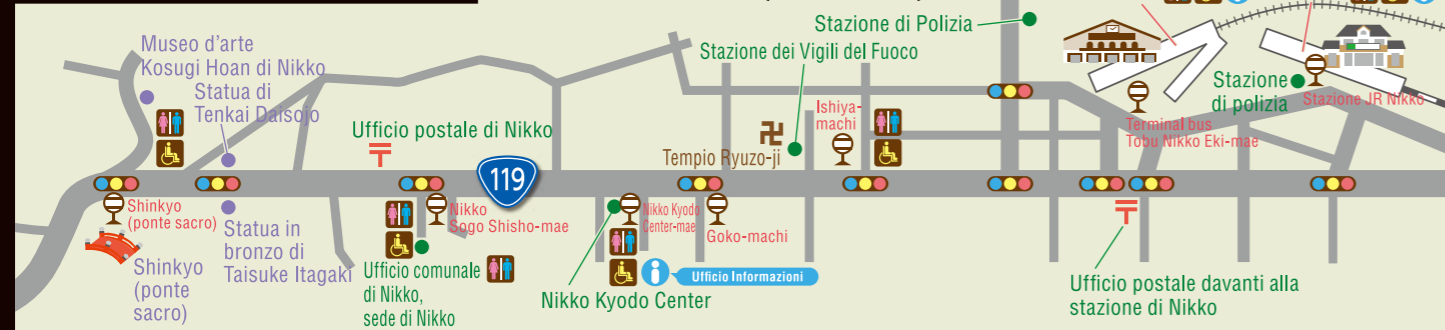 Museo d'arte
Kosugi Hoan di Nikko
Statua di
Tenkai Daisojo
Ufficio postale di Nikko
Stazione di Polizia
Stazione dei Vigili del Fuoco
Stazione
di polizia
Stazione JR Nikko
Ishiya-
machi
Terminal bus
Tobu Nikko Eki-mae
Tempio Ryuzo-ji
119
Shinkyo
(ponte sacro)
Shinkyo
(ponte
sacro)
Statua in
bronzo di
Taisuke Itagaki
Nikko
Sogo Shisho-mae
Ufficio comunale
di Nikko,
sede di Nikko
Nikko Kyodo
Center-mae
Goko-machi
Ufficio Informazioni
Nikko Kyodo Center
Ufficio postale davanti alla
stazione di Nikko